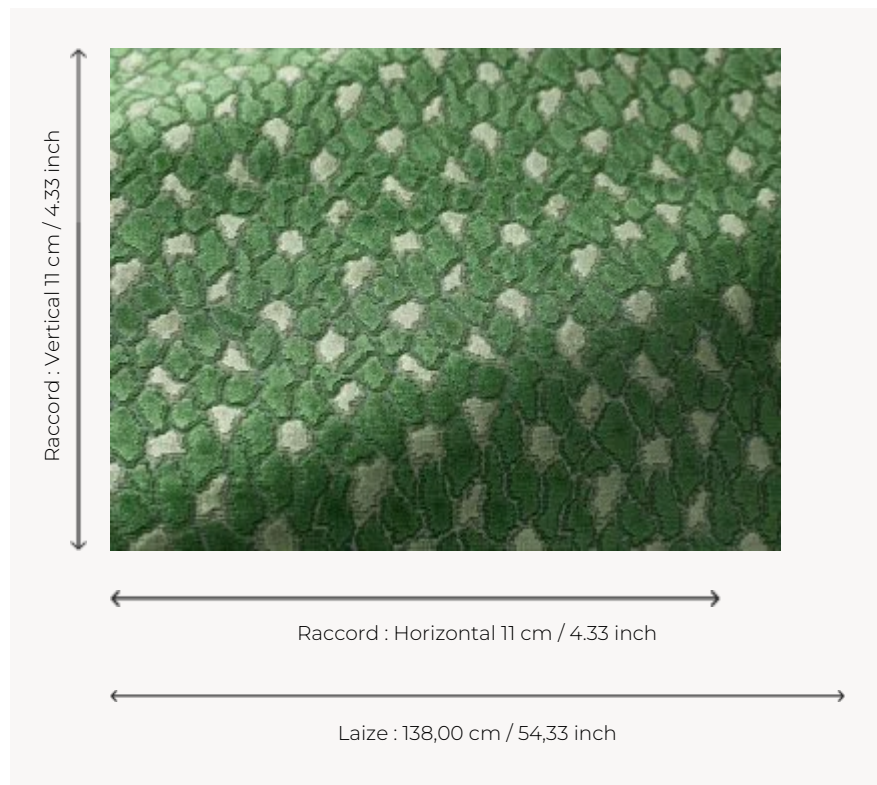 Raccord : Vertical 11 cm / 4.33 inch
Raccord : Horizontal 11 cm / 4.33 inch
Laize : 138,00 cm / 54,33 inch